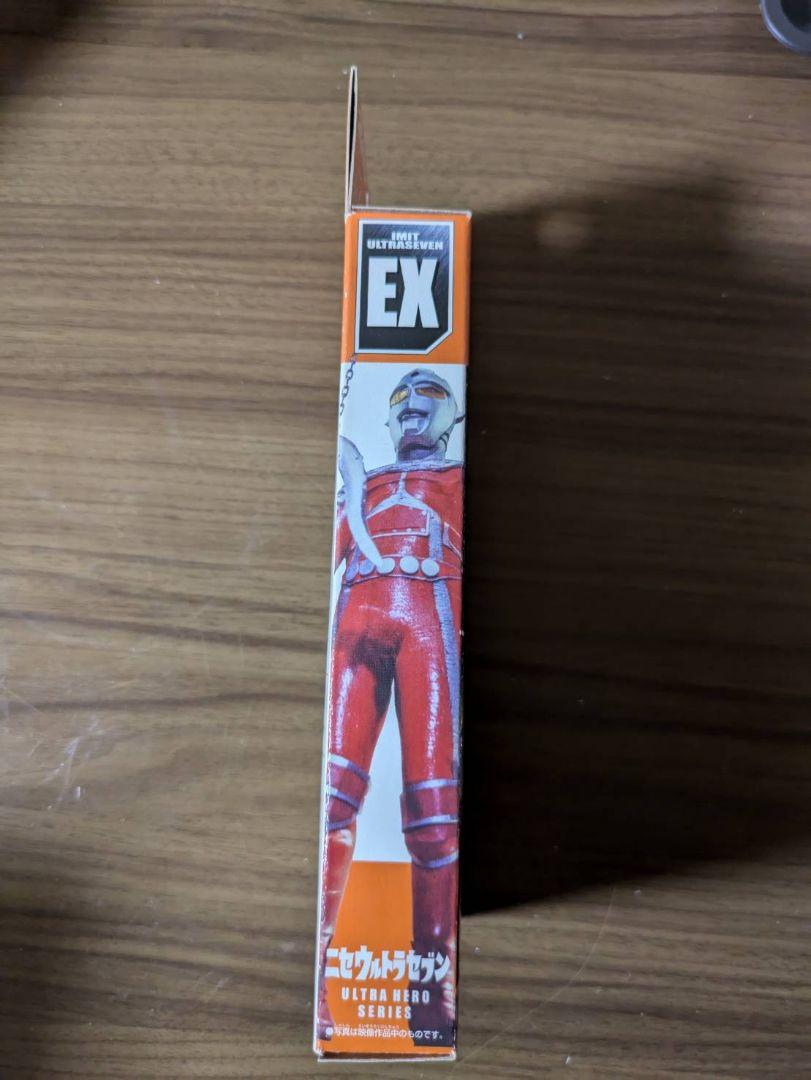 IMIT
ULTRASEVEN
EX
ニセウルトラセブン
ULTRA HERO
SERIES
●写真は映像作品中のものです。